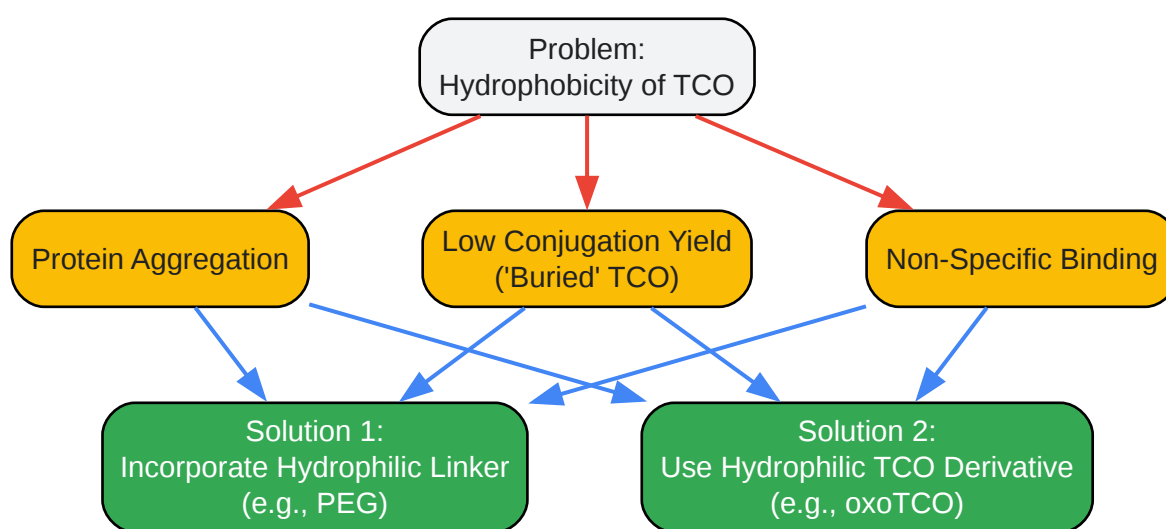 Problem:
Hydrophobicity of TCO
Protein Aggregation
Low Conjugation Yield
('Buried' TCO)
Non-Specific Binding
Solution 1:
Incorporate Hydrophilic Linker
(e.g., PEG)
Solution 2:
Use Hydrophilic TCO Derivative
(e.g., oxoTCO)